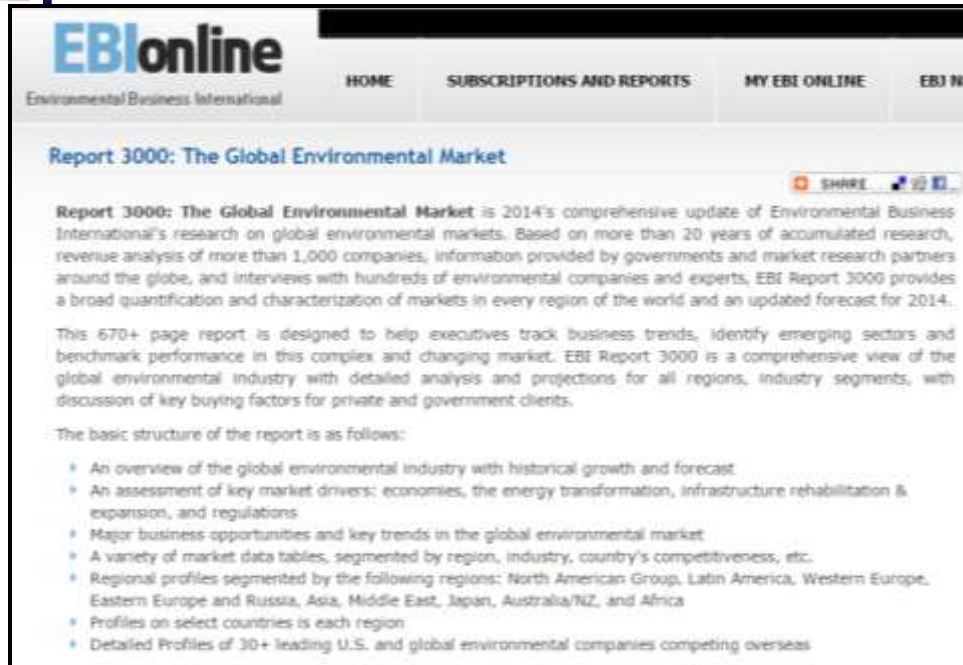 EBIonline
Environmental Business International
HOME SUBSCRIPTIONS AND REPORTS MY EBI ONLINE EBJ N
Report 3000: The Global Environmental Market
SHARE
Report 3000: The Global Environmental Market is 2014's comprehensive update of Environmental Business
International's research on global environmental markets. Based on more than 20 years of accumulated research,
revenue analysis of more than 1,000 companies, information provided by governments and market research partners
around the globe, and interviews with hundreds of environmental companies and experts, EBI Report 3000 provides
a broad quantification and characterization of markets in every region of the world and an updated forecast for 2014.
This 670+ page report is designed to help executives track business trends, identify emerging sectors and
benchmark performance in this complex and changing market. EBI Report 3000 is a comprehensive view of the
global environmental industry with detailed analysis and projections for all regions, industry segments, with
discussion of key buying factors for private and government clients.
The basic structure of the report is as follows:
An overview of the global environmental industry with historical growth and forecast
An assessment of key market drivers: economies, the energy transformation, infrastructure rehabilitation &
expansion, and regulations
Major business opportunities and key trends in the global environmental market
A variety of market data tables, segmented by region, industry, country's competitiveness, etc.
Regional profiles segmented by the following regions: North American Group, Latin America, Western Europe,
Eastern Europe and Russia, Asia, Middle East, Japan, Australia/NZ, and Africa
Profiles on select countries is each region
Detailed Profiles of 30+ leading U.S. and global environmental companies competing overseas